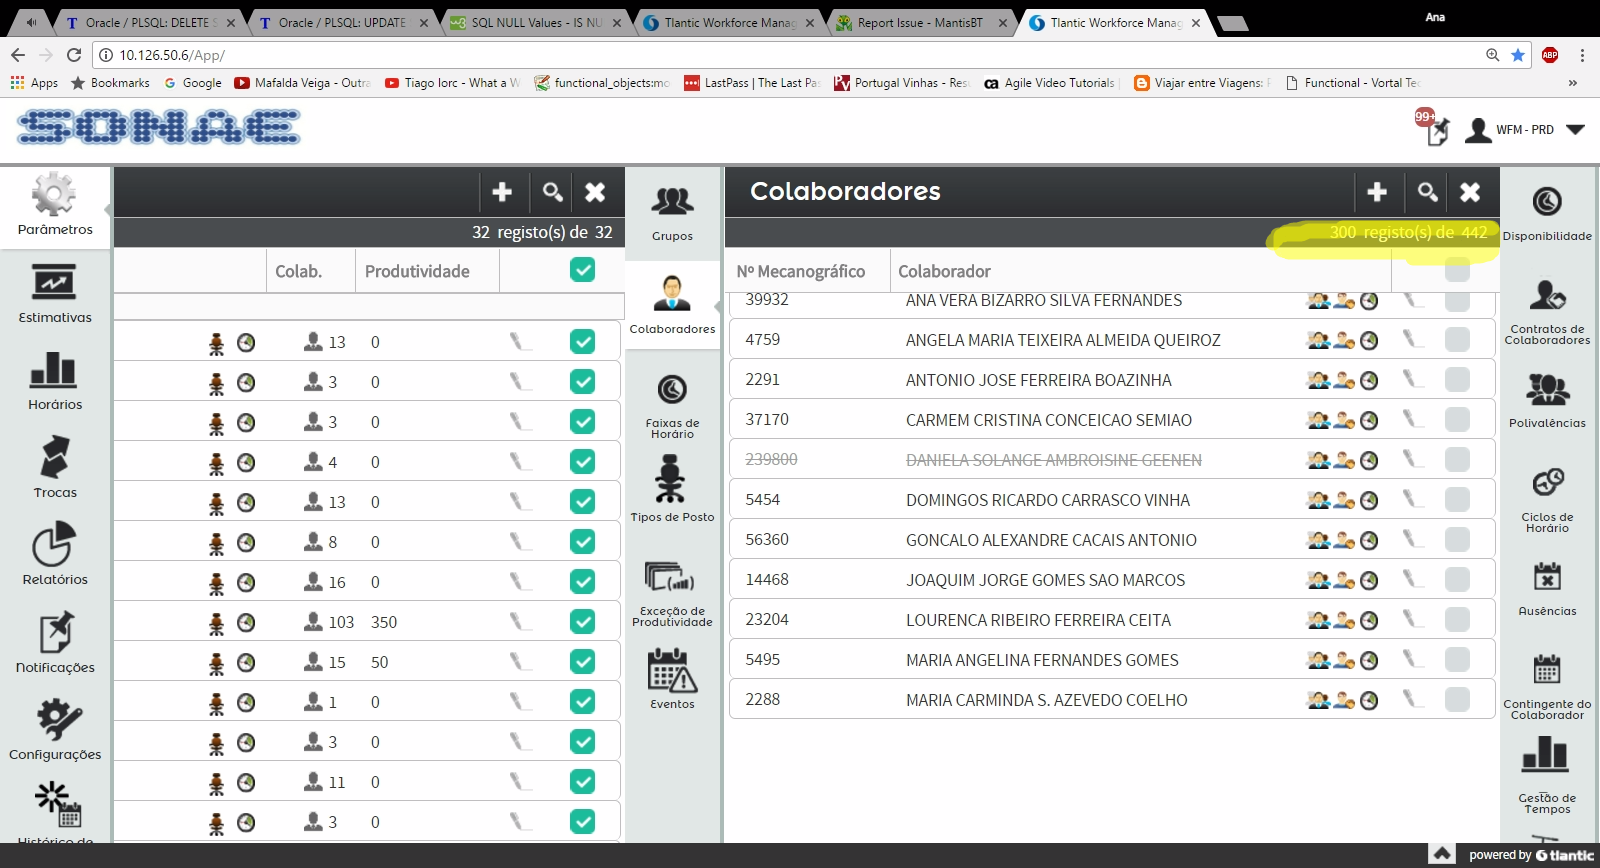 Oracle / PLSQL: DELETE S
Oracle / PLSQL: UPDATE
SQL NULL Values - IS NU
Tlantic Workforce Manag
Report Issue - MantisBT
Tlantic Workforce Manag
Ana
10.126.50.6/App/
ABP
Apps
Bookmarks
Google
Mafalda Veiga - Outra
Tiago Iorc - What a W
functional_objects:mo
LastPass | The Last Pas
Portugal Vinhas - Resu
Agile Video Tutorials
Viajar entre Viagens: P
Functional - Vortal Tec
»
SONAE
99+
WFM - PRD
Parâmetros
Estimativas
Horários
Trocas
Relatórios
Notificações
Configurações
Histórico de
32 registo(s) de 32
Colab. Produtividade
13 0
3 0
3 0
4 0
13 0
8 0
16 0
103 350
15 50
1 0
3 0
11 0
3 0
Grupos
Colaboradores
Faixas de
Horário
Tipos de Posto
Exceção de
Produtividade
Eventos
Colaboradores
300 registo(s) de 442
Nº Mecanográfico Colaborador
39932 ANA VERA BIZARRO SILVA FERNANDES
4759 ANGELA MARIA TEIXEIRA ALMEIDA QUEIROZ
2291 ANTONIO JOSE FERREIRA BOAZINHA
37170 CARMEM CRISTINA CONCEICAO SEMIAO
239800 DANIELA SOLANGE AMBROISINE GEENEN
5454 DOMINGOS RICARDO CARRASCO VINHA
56360 GONCALO ALEXANDRE CACAIS ANTONIO
14468 JOAQUIM JORGE GOMES SAO MARCOS
23204 LOURENCA RIBEIRO FERREIRA CEITA
5495 MARIA ANGELINA FERNANDES GOMES
2288 MARIA CARMINDA S. AZEVEDO COELHO
Disponibilidade
Contratos de
Colaboradores
Polivalências
Ciclos de
Horário
Ausências
Contingente do
Colaborador
Gestão de
Tempos
powered by tlantic